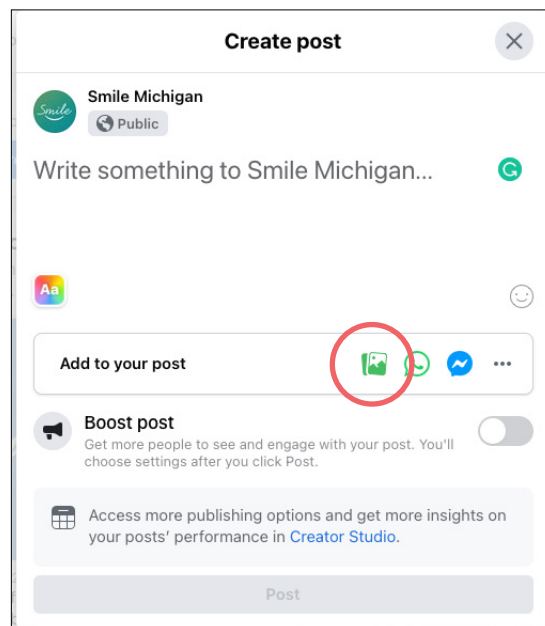 Create post
Smile
Smile Michigan
Public
Write something to Smile Michigan...
G
Aa
Add to your post
Boost post
Get more people to see and engage with your post. You'll
choose settings after you click Post.
Access more publishing options and get more insights on
your posts' performance in Creator Studio.
Post